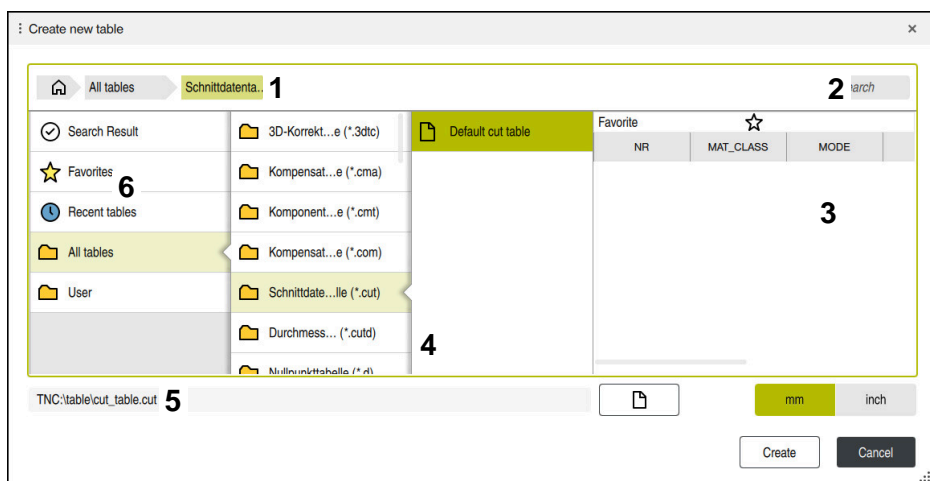 Create new table
All tables
Schnittdatenta..
1
2
arch
Search Result
Favorites
6
Recent tables
All tables
User
3D-Korrekt…e (*.3dtc)
Kompensat…e (*.cma)
Komponent…e (*.cmt)
Kompensat…e (*.com)
Schnittdate…lle (*.cut)
Durchmess… (*.cutd)
Nullpunkttabelle (*.d)
4
Default cut table
Favorite
NR
MAT_CLASS
MODE
3
TNC:\table\cut_table.cut
5
mm
inch
Create
Cancel